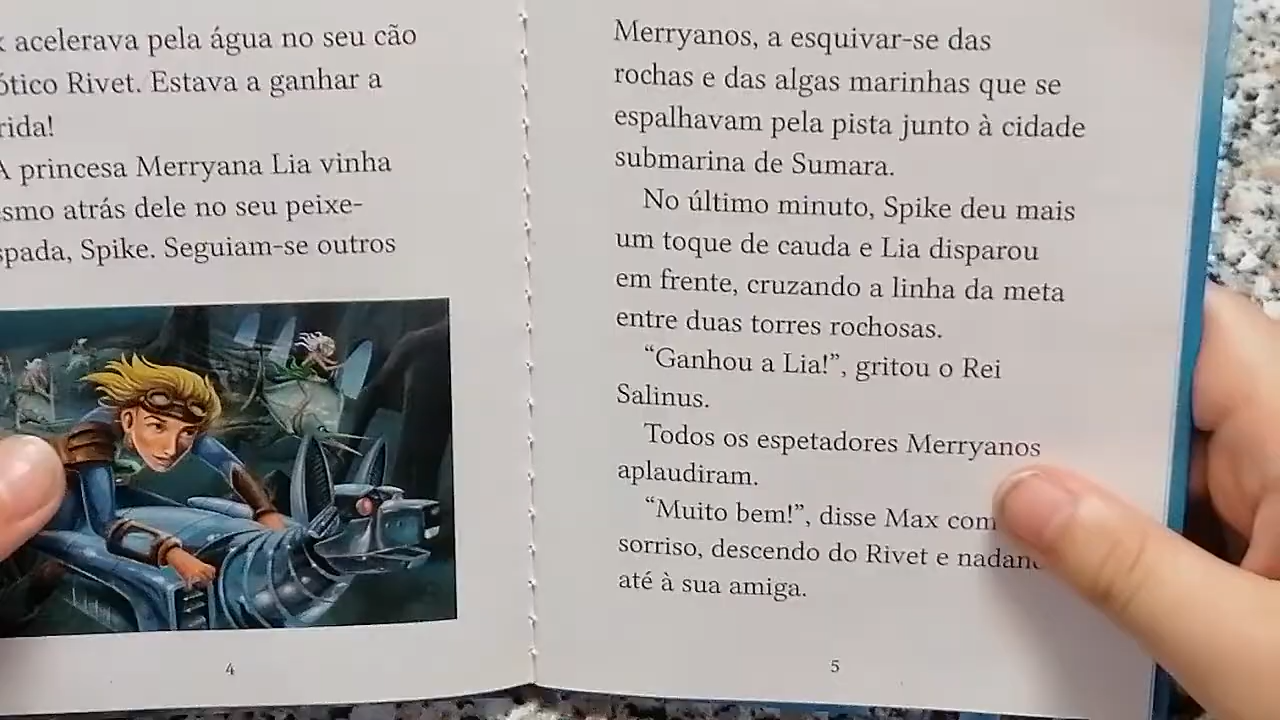 acelerava pela água no seu cão
Rivet. Estava a ganhar a
A princesa Merryana Lia vinha
atrás dele no seu peixe-
Spike. Seguiam-se outros
4
Merryanos, a esquivar-se das
rochas e das algas marinhas que se
espalhavam pela pista junto à cidade
submarina de Sumara.
No último minuto, Spike deu mais
um toque de cauda e Lia disparou
em frente, cruzando a linha da meta
entre duas torres rochosas.
“Ganhou a Lia!”, gritou o Rei
Salinus.
Todos os espetadores Merryanos
aplaudiram.
“Muito bem!”, disse Max com
sorriso, descendo do Rivet e
até à sua amiga.
5